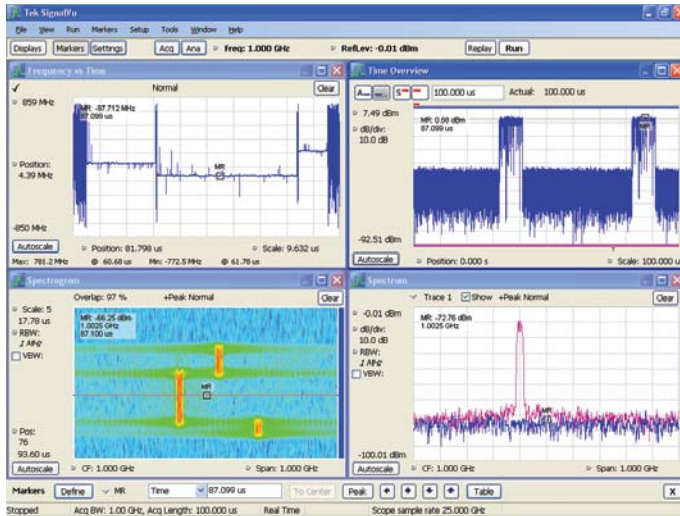 Tek SignalVu
File View Run Markers Setup Tools Window Help
Displays Markers Settings Acq Ana Freq: 1.000 GHz RefLev: -0.01 dBm Replay Run
Frequency vs Time
Normal
Clear
859 MHz
MR: -97.712 MHz
87.099 us
Position:
4.39 MHz
MR
-850 MHz
Autoscale Position: 81.798 us Scale: 9.632 us
Max: 781.2 MHz @ 60.68 us Min: -772.5 MHz @ 61.78 us
Time Overview
100.000 us Actual: 100.000 us
7.49 dBm
MR: 0.88 dBm
87.099 us
dB/div:
10.0 dB
MR
-92.51 dBm
Autoscale Position: 0.000 s Scale: 100.000 us
Spectrogram
Overlap: 97 % +Peak Normal
Clear
Scale: 5
17.78 us
MR: -66.25 dBm
1.0025 GHz
87.100 us
RBW:
1 MHz
VBW:
MR
Pos:
76
93.60 us
Autoscale CF: 1.000 GHz Span: 1.000 GHz
Spectrum
Trace 1 Show +Peak Normal
Clear
-0.01 dBm
MR: -72.76 dBm
1.0025 GHz
dB/div:
10.0 dB
RBW:
1 MHz
VBW:
MR
-100.01 dBm
Autoscale CF: 1.000 GHz Span: 1.000 GHz
Markers Define MR Time 87.099 us To Center Peak Table X
Stopped Acq BW: 1.00 GHz, Acq Length: 100.000 us Real Time Scope sample rate 25.000 GHz